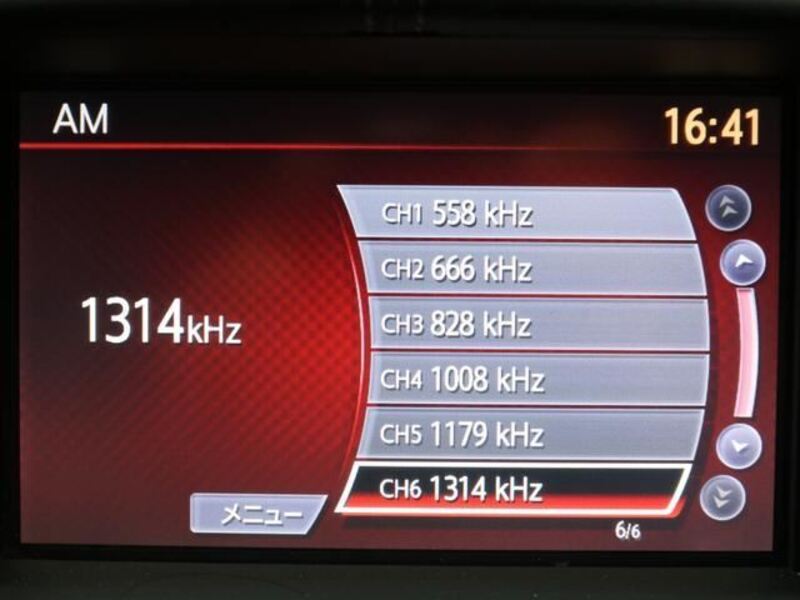 AM
16:41
1314kHz
CH1 558 kHz
CH2 666 kHz
CH3 828 kHz
CH4 1008 kHz
CH5 1179 kHz
CH6 1314 kHz
メニュー
6/6